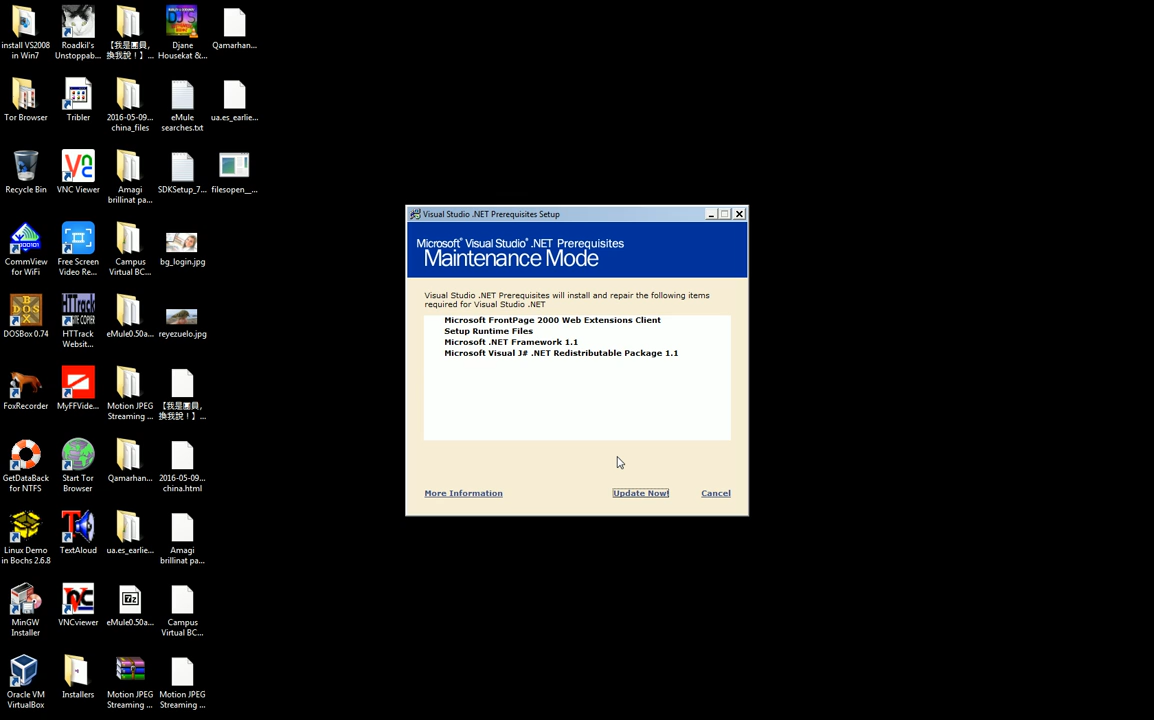 install VS2008
in Win7
Roadkil's
Unstoppab...
【我是團員,
換我說！】...
Djane
Housekat &...
Qamarhan...
Tor Browser
Tribler
2016-05-09...
china_files
eMule
searches.txt
ua.es_earlie...
Recycle Bin
VNC Viewer
Amagi
brillinat pa...
SDKSetup_7...
filesopen__...
CommView
for WiFi
Free Screen
Video Re...
Campus
Virtual BC...
bg_login.jpg
DOSBox 0.74
HTTrack
Websit...
eMule0.50a...
reyezuelo.jpg
FoxRecorder
MyFFVide...
Motion JPEG
Streaming ...
【我是團員,
換我說！】...
GetDataBack
for NTFS
Start Tor
Browser
Qamarhan...
2016-05-09...
china.html
Linux Demo
in Bochs 2.6.8
TextAloud
ua.es_earlie...
Amagi
brillinat pa...
MinGW
Installer
VNCviewer
eMule0.50a...
Campus
Virtual BC...
Oracle VM
VirtualBox
Installers
Motion JPEG
Streaming ...
Motion JPEG
Streaming ...
Visual Studio .NET Prerequisites Setup
Microsoft® Visual Studio® .NET Prerequisites
Maintenance Mode
Visual Studio .NET Prerequisites will install and repair the following items
required for Visual Studio .NET
Microsoft FrontPage 2000 Web Extensions Client
Setup Runtime Files
Microsoft .NET Framework 1.1
Microsoft Visual J# .NET Redistributable Package 1.1
More Information
Update Now!
Cancel